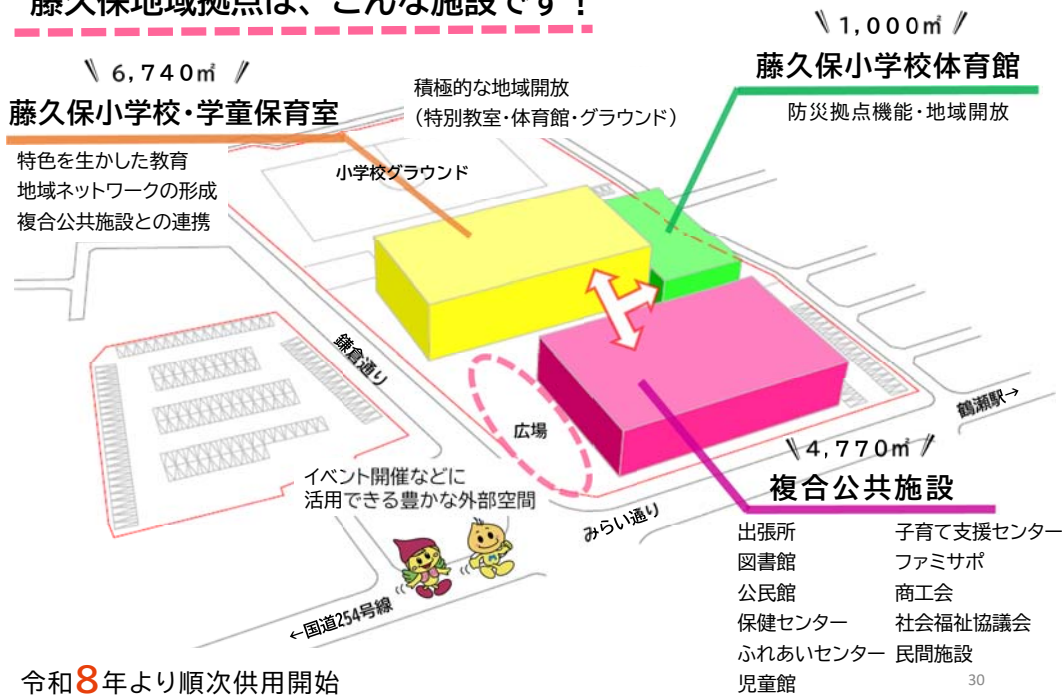 藤久保地域拠点は、こんな施設です！
6,740㎡
藤久保小学校・学童保育室
特色を生かした教育
地域ネットワークの形成
複合公共施設との連携
積極的な地域開放
（特別教室・体育館・グラウンド）
1,000㎡
藤久保小学校体育館
防災拠点機能・地域開放
小学校グラウンド
鎌倉通り
広場
鶴瀬駅→
イベント開催などに
活用できる豊かな外部空間
みらい通り
←国道254号線
4,770㎡
複合公共施設
出張所 子育て支援センター
図書館 ファミサポ
公民館 商工会
保健センター 社会福祉協議会
ふれあいセンター 民間施設
児童館
令和8年より順次供用開始
30